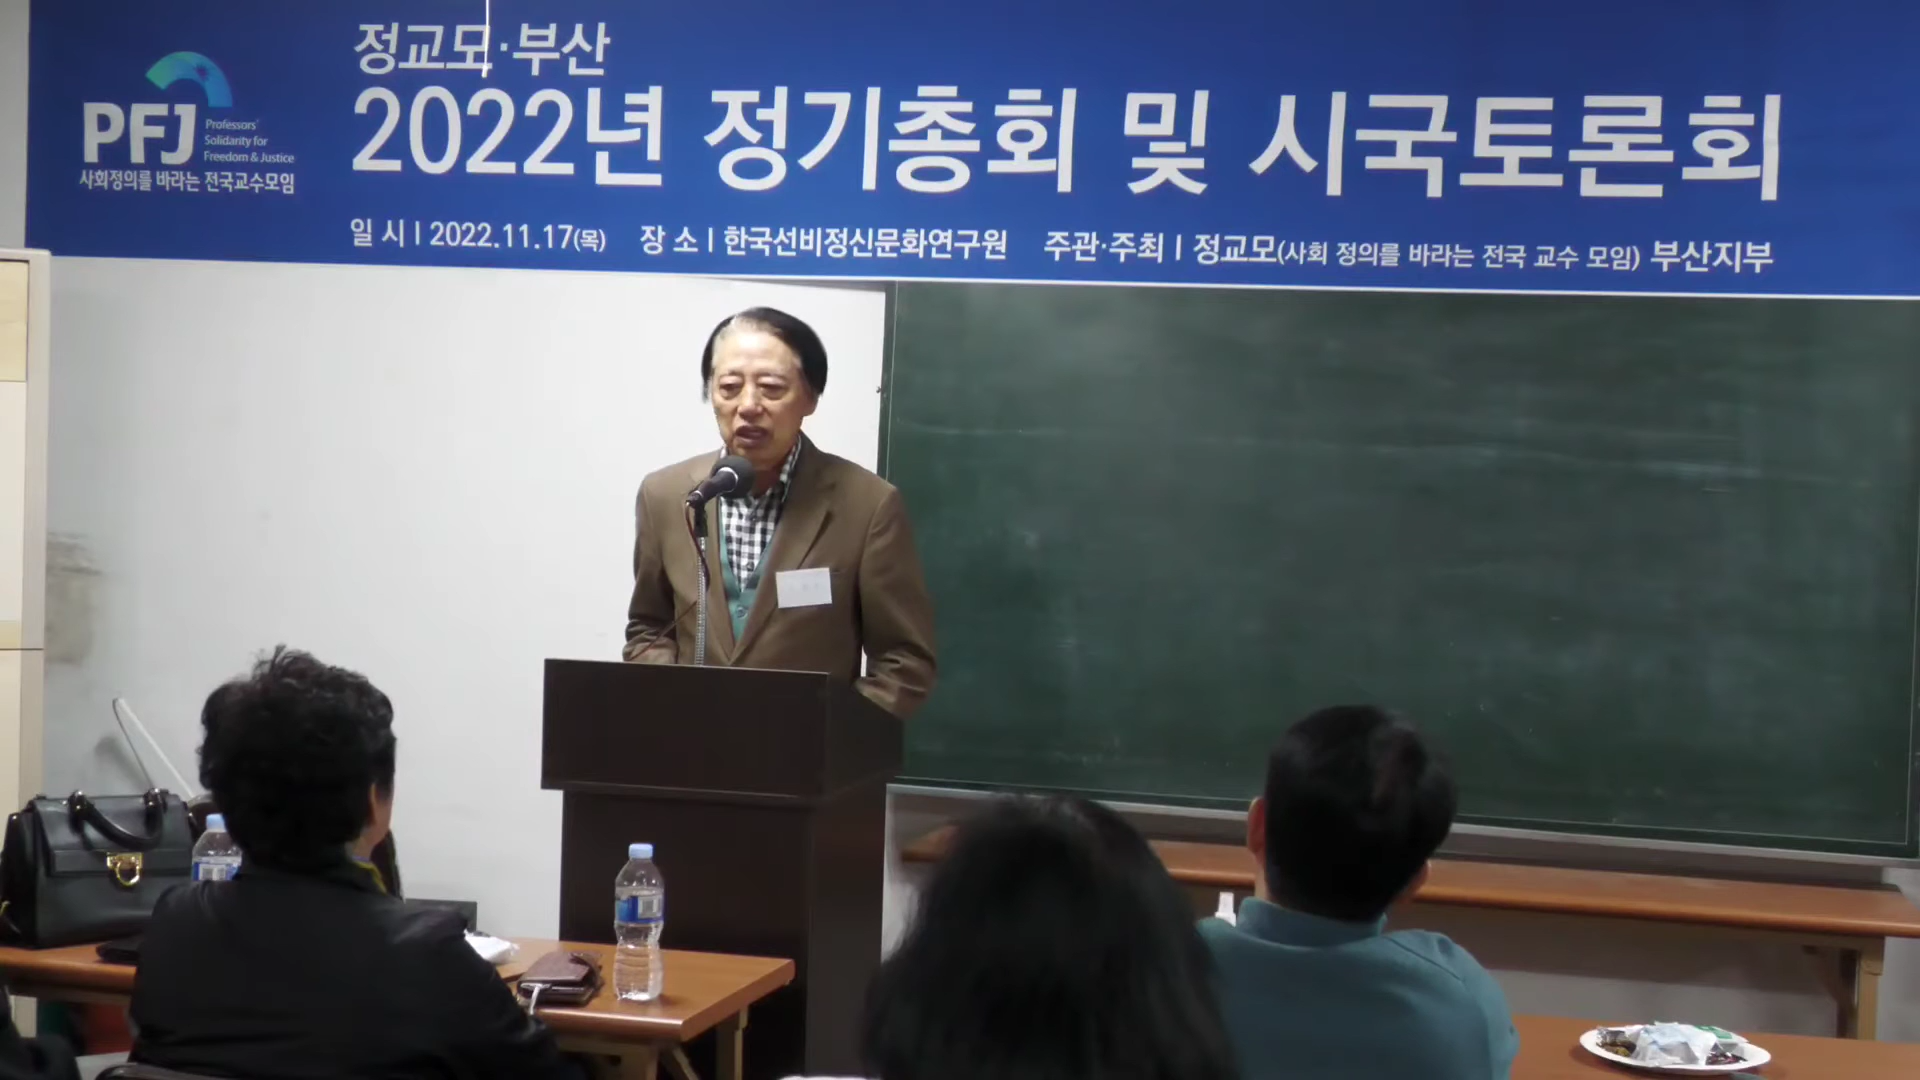 정교모·부산
2022년 정기총회 및 시국토론회
PFJ
Professors'
Solidarity for
Freedom & Justice
사회정의를 바라는 전국교수모임
일 시 | 2022.11.17(목) 장 소 | 한국선비정신문화연구원 주관·주최 | 정교모(사회 정의를 바라는 전국 교수 모임) 부산지부